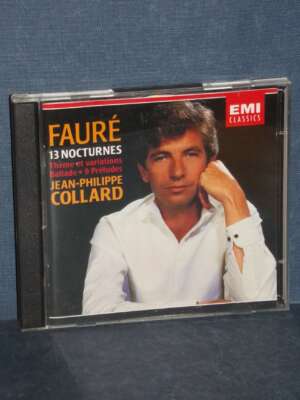 EMI
CLASSICS
FAURÉ
13 NOCTURNES
Thème et variations
Ballade • 9 Préludes
JEAN-PHILIPPE
COLLARD